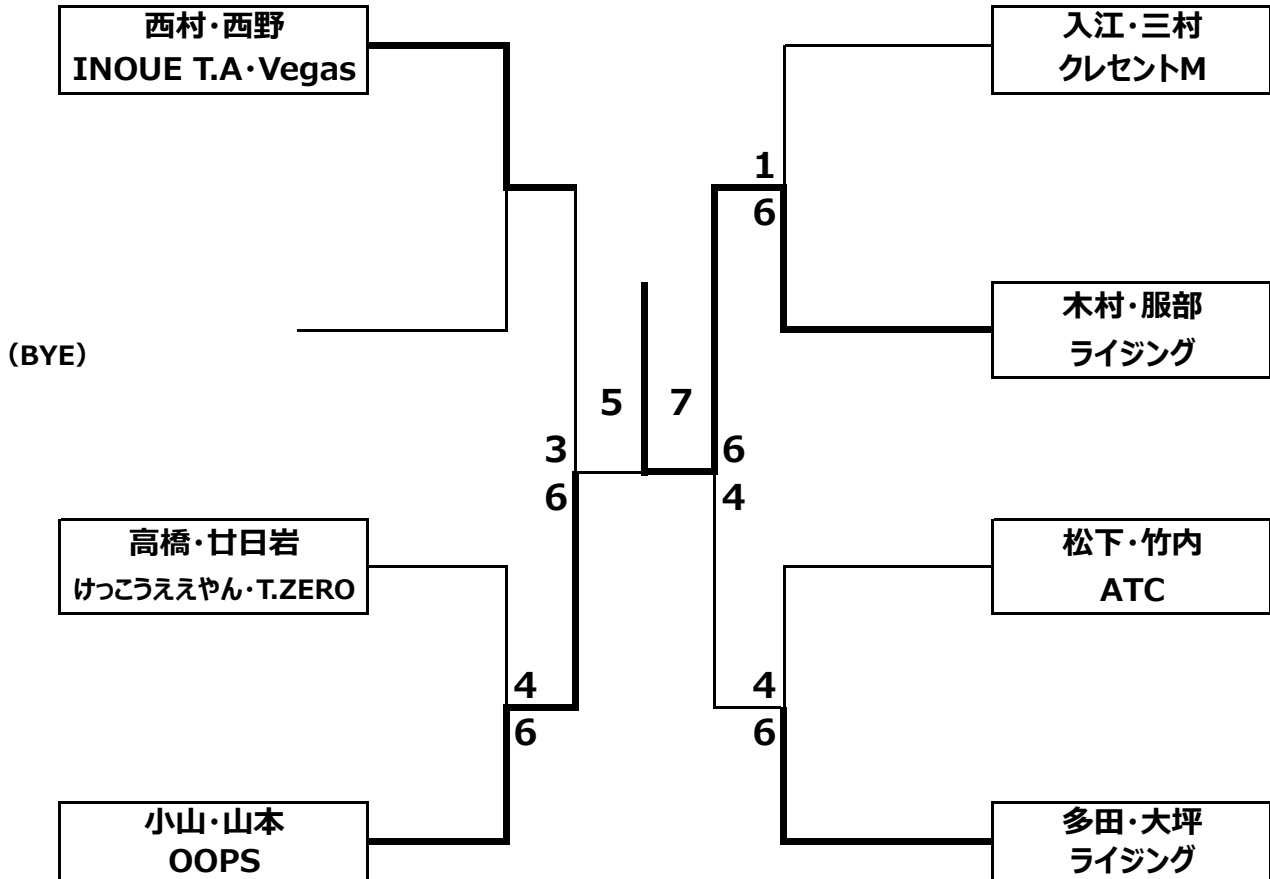 西村・西野
INOUE T.A・Vegas
入江・三村
クレセントM
1
6
木村・服部
ライジング
（BYE）
5
7
3
6
6
4
高橋・廿日岩
けっこうええやん・T.ZERO
松下・竹内
ATC
4
6
4
6
小山・山本
OOPS
多田・大坪
ライジング